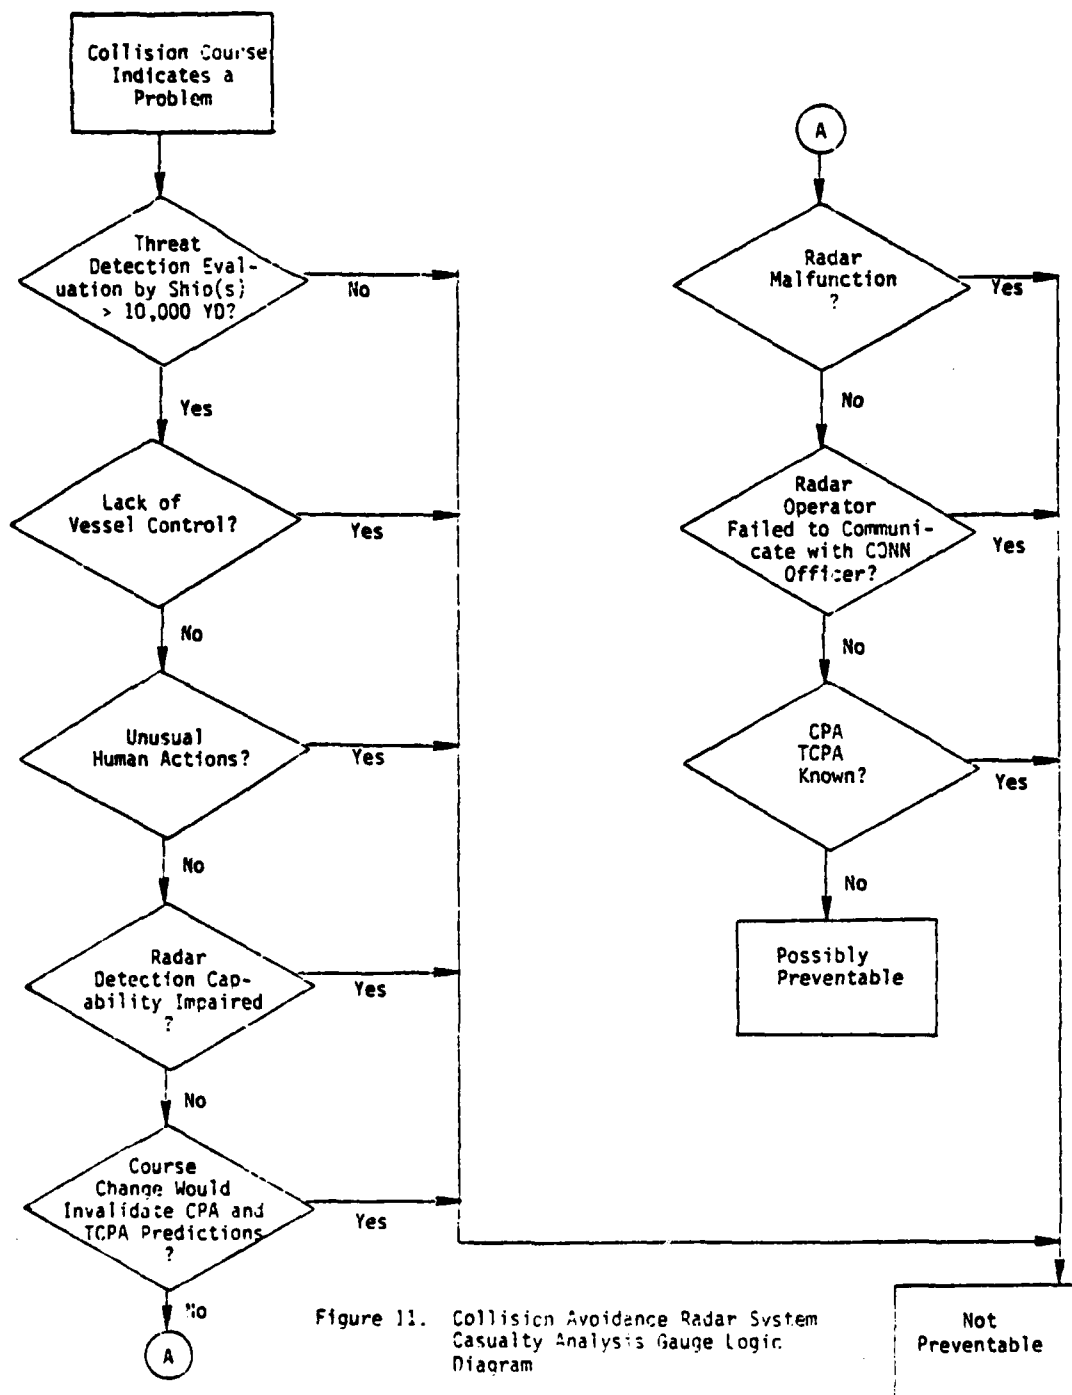 Collision Course
Indicates a
Problem
Threat
Detection Eval-
uation by Ship(s)
> 10,000 YD?
No
Yes
Lack of
Vessel Control?
Yes
No
Unusual
Human Actions?
Yes
No
Radar
Detection Cap-
ability Impaired
?
Yes
No
Course
Change Would
Invalidate CPA and
TCPA Predictions
?
Yes
No
A
A
Radar
Malfunction
?
Yes
No
Radar
Operator
Failed to Communi-
cate with CONN
Officer?
Yes
No
CPA
TCPA
Known?
Yes
No
Possibly
Preventable
Not
Preventable
Figure 11. Collision Avoidance Radar System
Casualty Analysis Gauge Logic
Diagram